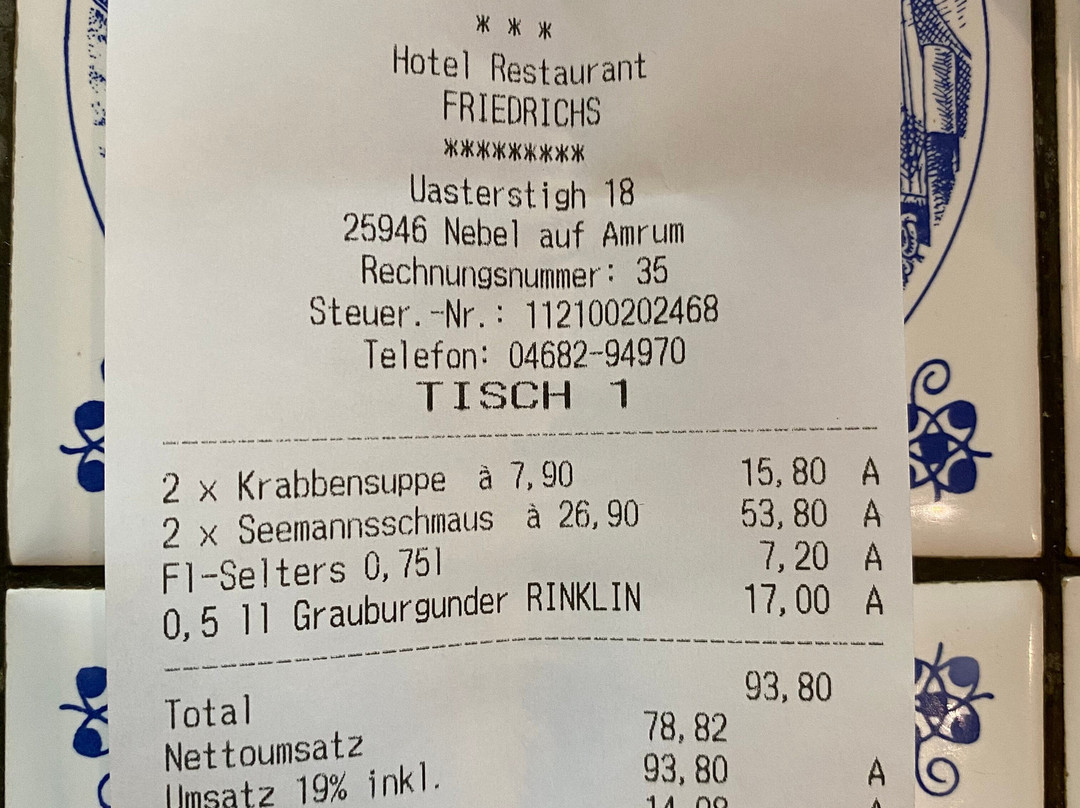 * * *
Hotel Restaurant
FRIEDRICHS
*********
Uasterstigh 18
25946 Nebel auf Amrum
Rechnungsnummer: 35
Steuer.-Nr.: 112100202468
Telefon: 04682-94970
TISCH 1
2 x Krabbensuppe à 7,90 15,80 A
2 x Seemannsschmaus à 26,90 53,80 A
Fl-Selters 0,75l 7,20 A
0,5 ll Grauburgunder RINKLIN 17,00 A
Total 93,80
Nettoumsatz 78,82
Umsatz 19% inkl. 93,80 A